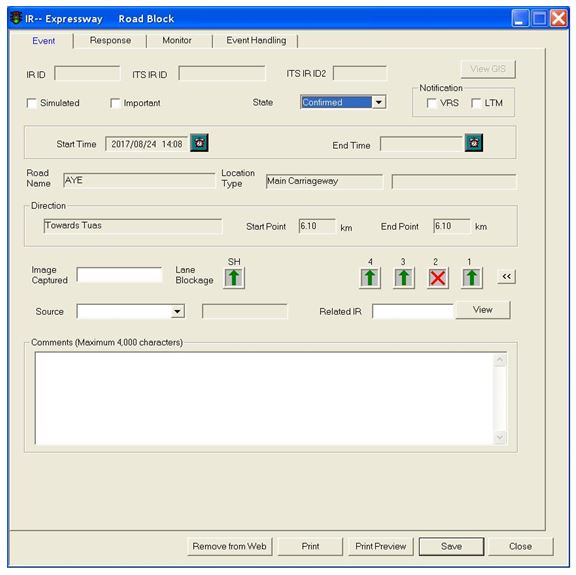 IR-- Expressway Road Block
Event Response Monitor Event Handling
IR ID ITS IR ID ITS IR ID2 View GIS
Notification
Simulated Important State Confirmed VRS LTM
Start Time 2017/08/24 14:08 End Time
Road Name AYE Location Type Main Carriageway
Direction
Towards Tuas Start Point 6.10 km End Point 6.10 km
SH 4 3 2 1
Image Captured Lane Blockage <<
Source Related IR View
Comments (Maximum 4,000 characters)
Remove from Web Print Print Preview Save Close